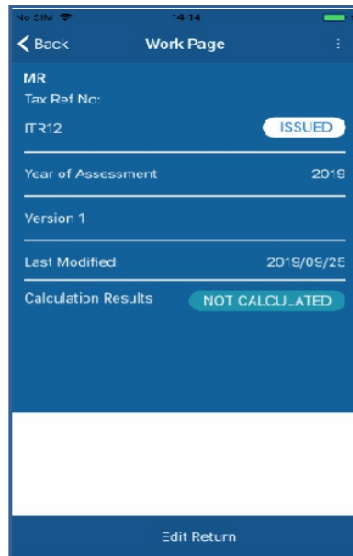 No SIM 14 14
Back Work Page
MR
Tax Ref No:
ITR12 ISSUED
Year of Assessment 2019
Version 1
Last Modified 2019/09/25
Calculation Results NOT CALCULATED
Edit Return